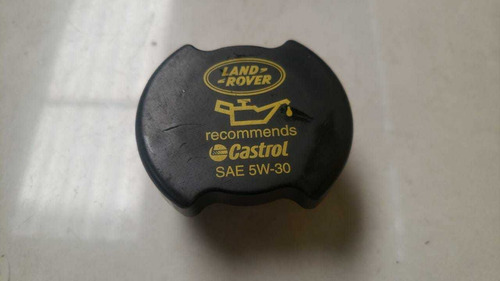 LAND
ROVER
recommends
Castrol
SAE 5W-30